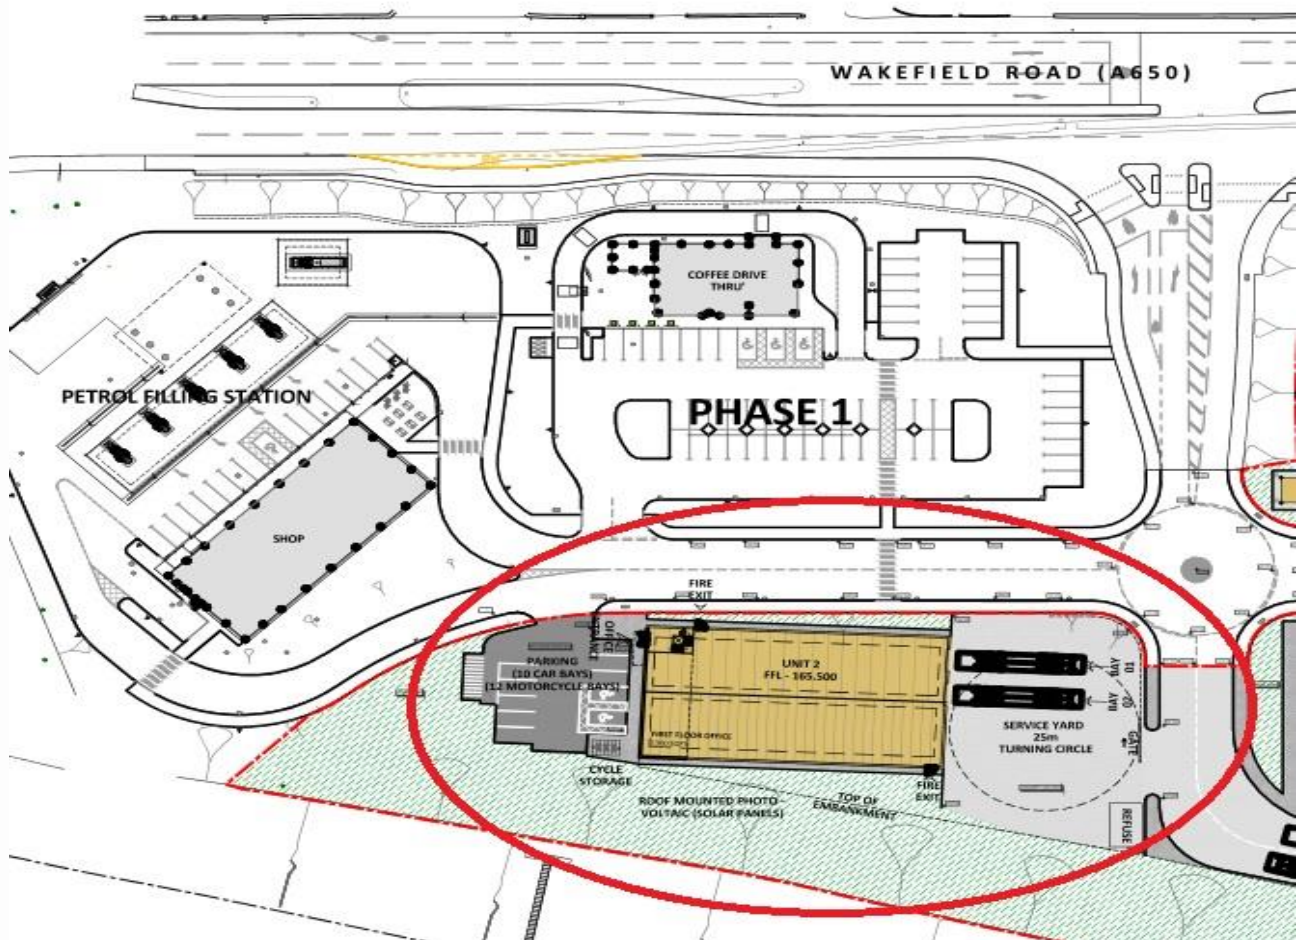 WAKEFIELD ROAD (A650)
COFFEE DRIVE
THRU'
PETROL FILLING STATION
PHASE 1
SHOP
FIRE
EXIT
OFFICE
ENTRANCE
PARKING
(10 CAR BAYS)
(12 MOTORCYCLE BAYS)
UNIT 2
FFL - 165.500
BAY
01
BAY
02
SERVICE YARD
25m
TURNING CIRCLE
GATE
FIRST FLOOR OFFICE
CYCLE
STORAGE
FIRE
EXIT
ROOF MOUNTED PHOTO -
VOLTAIC (SOLAR PANELS)
TOP OF
EMBANKMENT
REFUSE